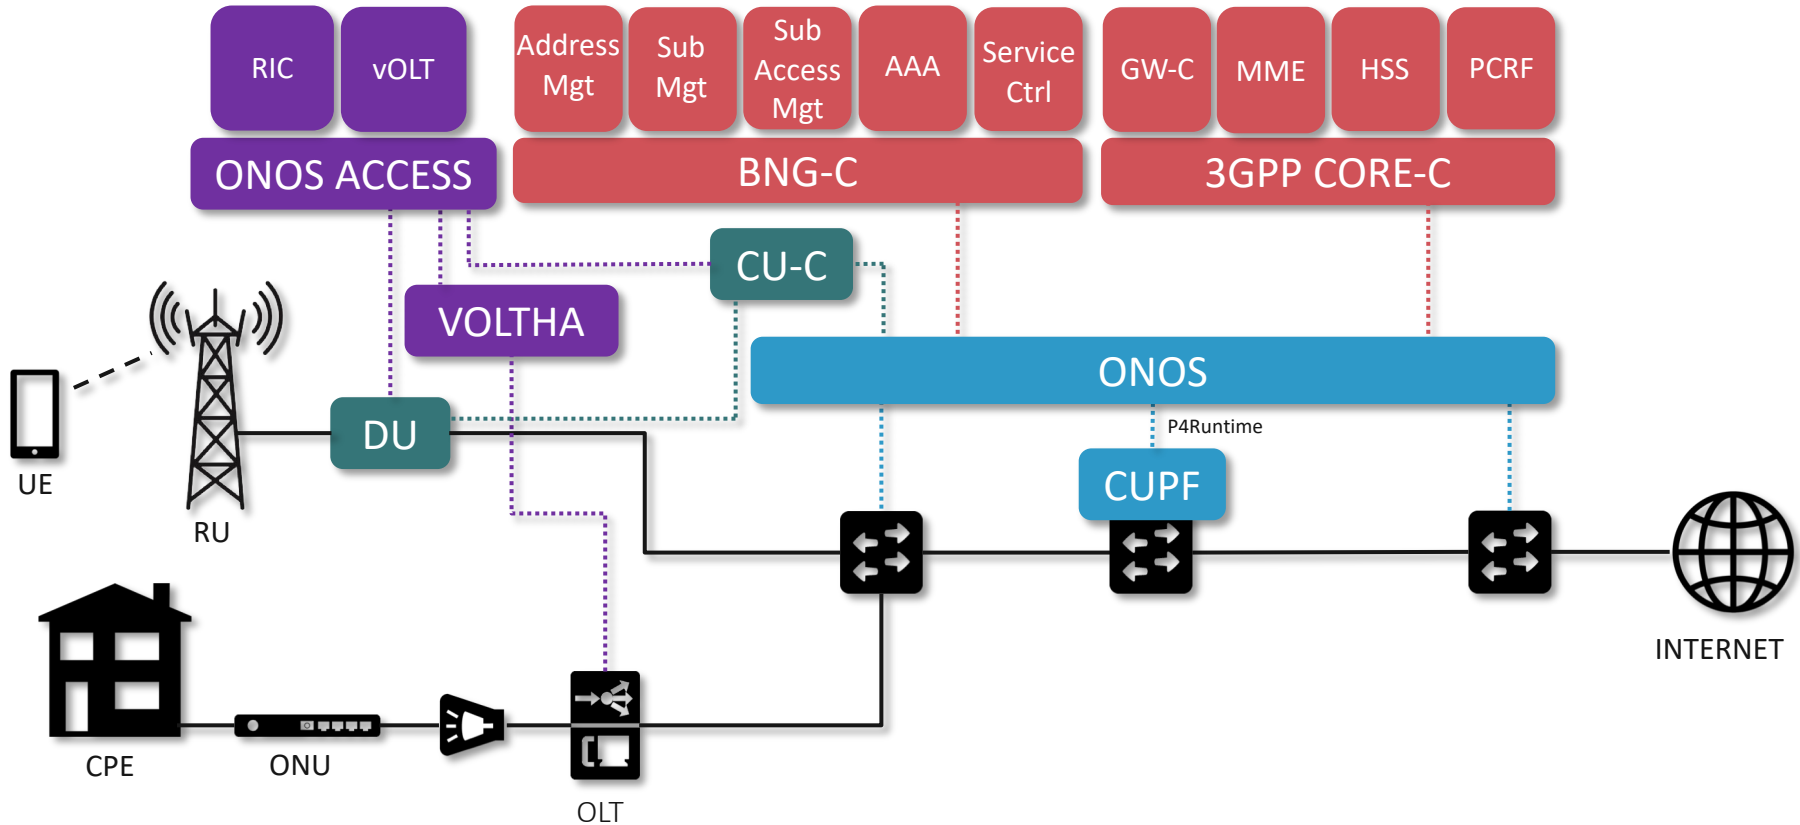 RIC
vOLT
Address
Mgt
Sub
Mgt
Sub
Access
Mgt
AAA
Service
Ctrl
GW-C
MME
HSS
PCRF
ONOS ACCESS
BNG-C
3GPP CORE-C
CU-C
VOLTHA
ONOS
P4Runtime
DU
CUPF
UE
RU
INTERNET
CPE
ONU
OLT